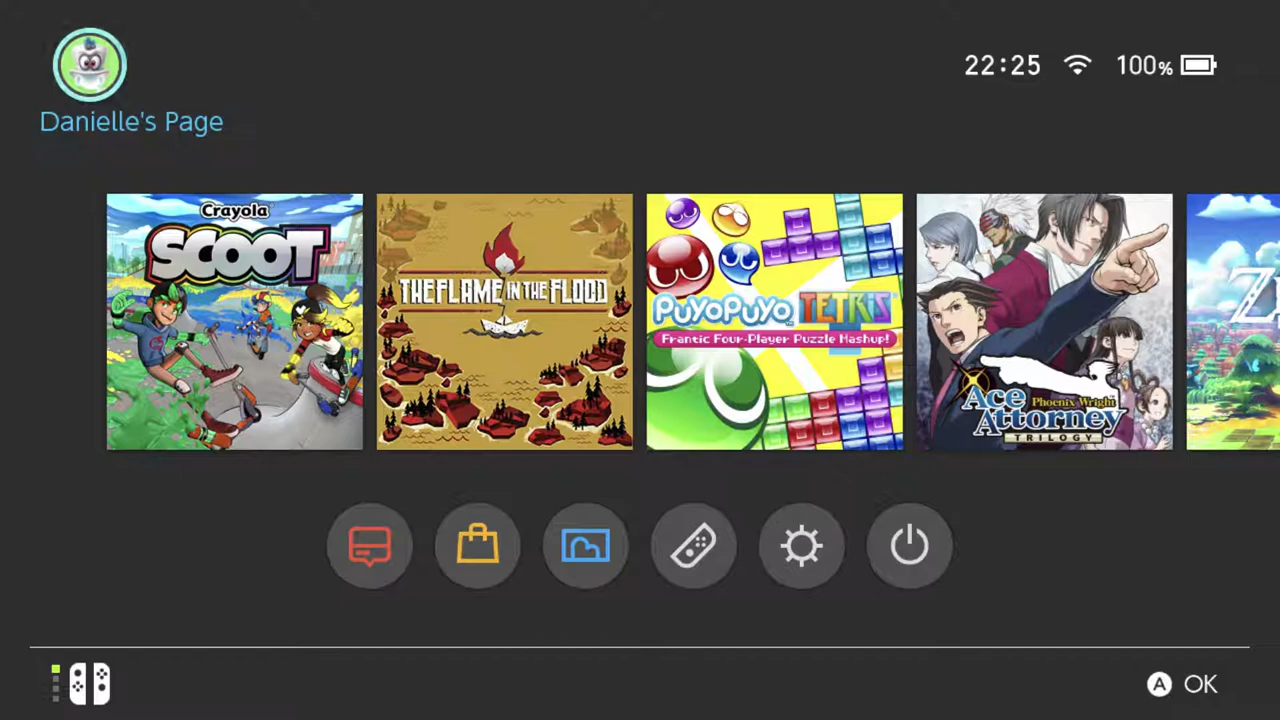 22:25 100%
Danielle's Page
Crayola
SCOOT
THE FLAME IN THE FLOOD
PUYOPUYO TETRIS
Frantic Four-Player Puzzle Mashup!
Phoenix Wright
Ace
Attorney
TRILOGY
A OK